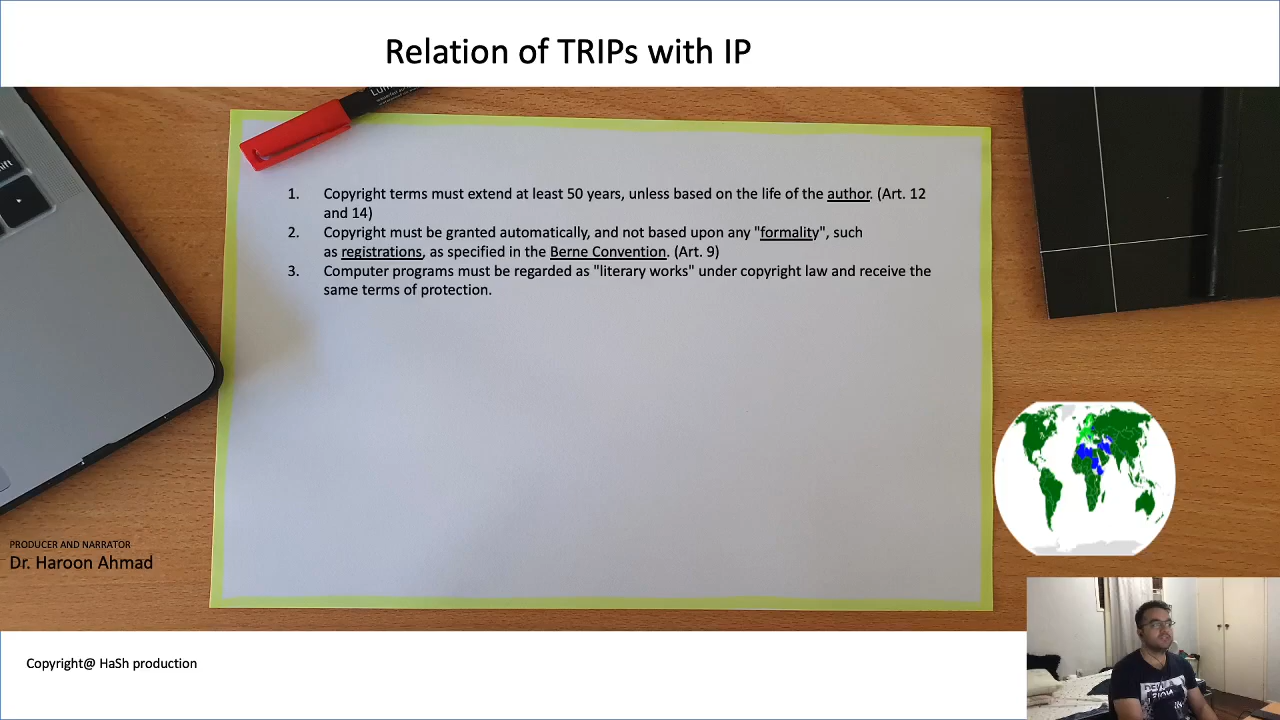 Relation of TRIPs with IP
Lum
1. Copyright terms must extend at least 50 years, unless based on the life of the author. (Art. 12
and 14)
2. Copyright must be granted automatically, and not based upon any "formality", such
as registrations, as specified in the Berne Convention. (Art. 9)
3. Computer programs must be regarded as "literary works" under copyright law and receive the
same terms of protection.
shift
PRODUCER AND NARRATOR
Dr. Haroon Ahmad
Copyright@ HaSh production